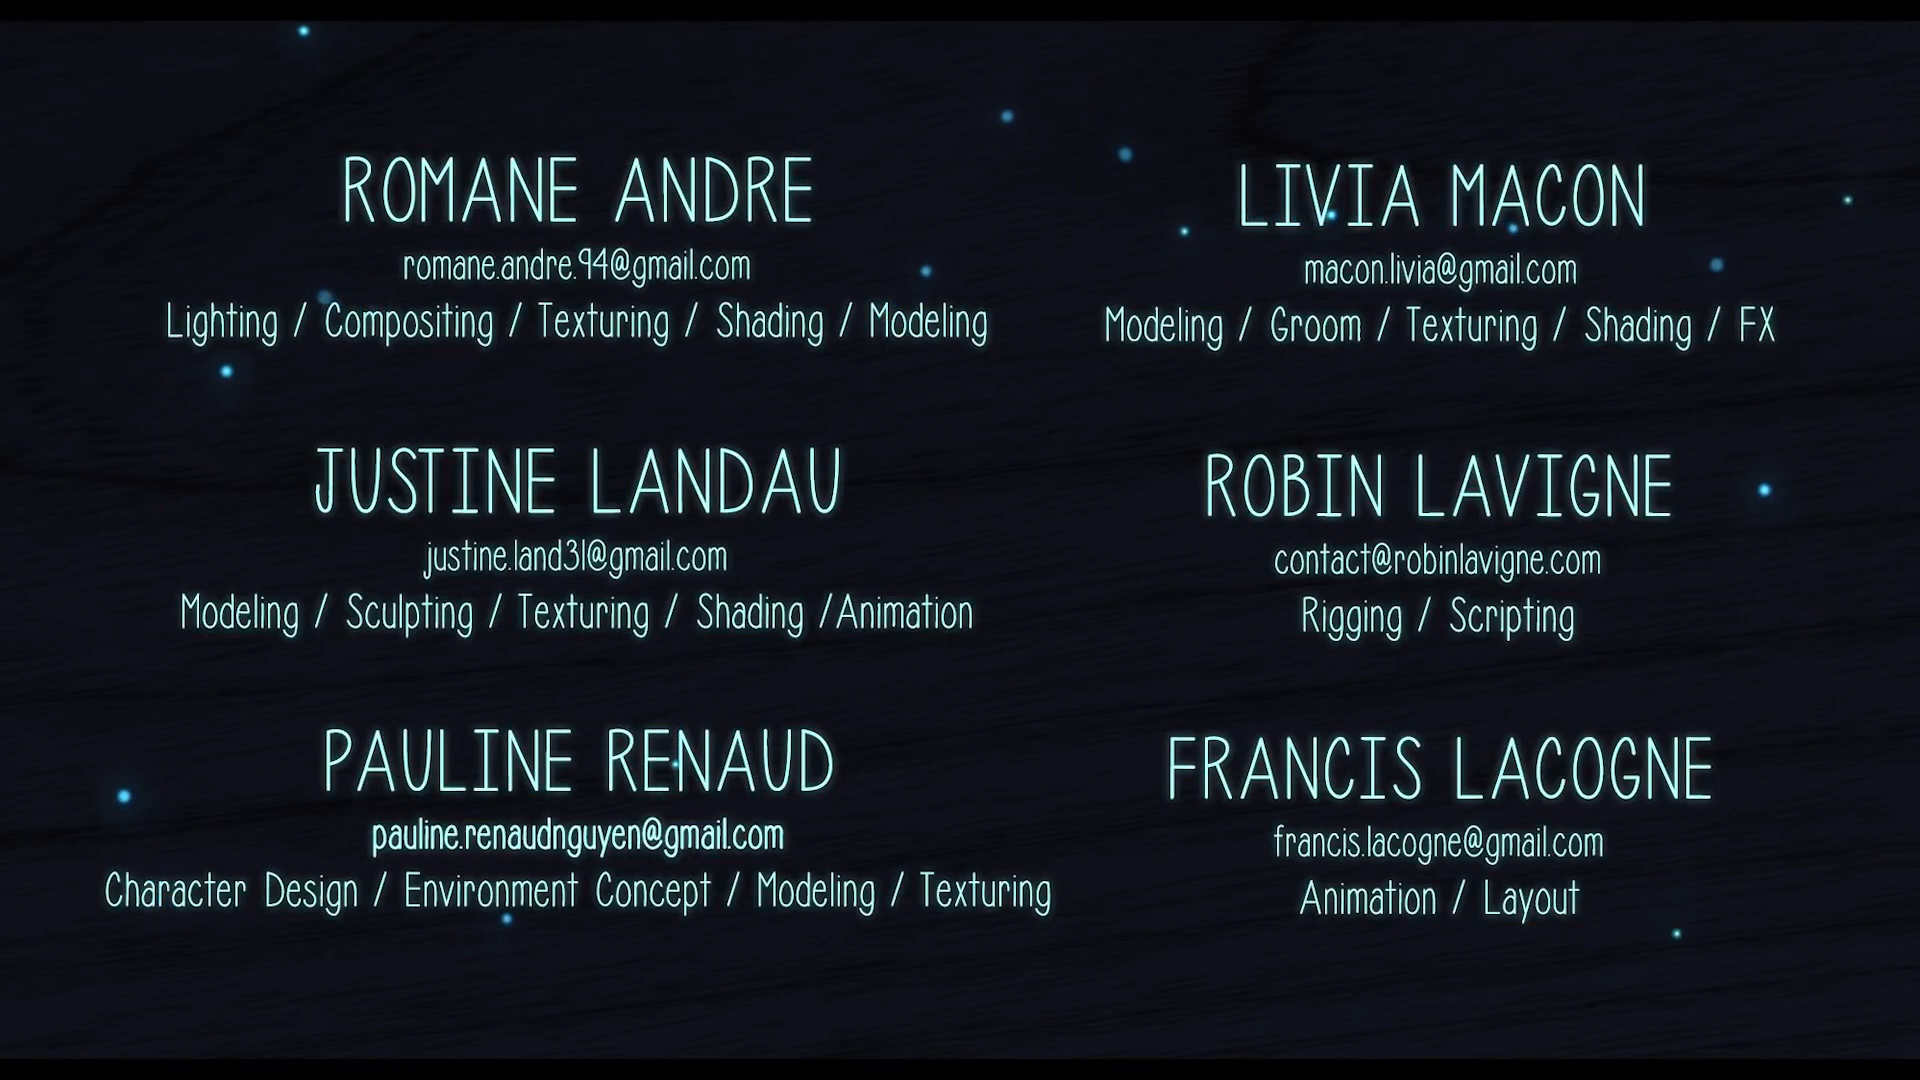 ROMANE ANDRE
romane.andre.94@gmail.com
Lighting / Compositing / Texturing / Shading / Modeling
LIVIA MACON
macon.livia@gmail.com
Modeling / Groom / Texturing / Shading / FX
JUSTINE LANDAU
justine.land31@gmail.com
Modeling / Sculpting / Texturing / Shading /Animation
ROBIN LAVIGNE
contact@robinlavigne.com
Rigging / Scripting
PAULINE RENAUD
pauline.renaudnguyen@gmail.com
Character Design / Environment Concept / Modeling / Texturing
FRANCIS LACOGNE
francis.lacogne@gmail.com
Animation / Layout